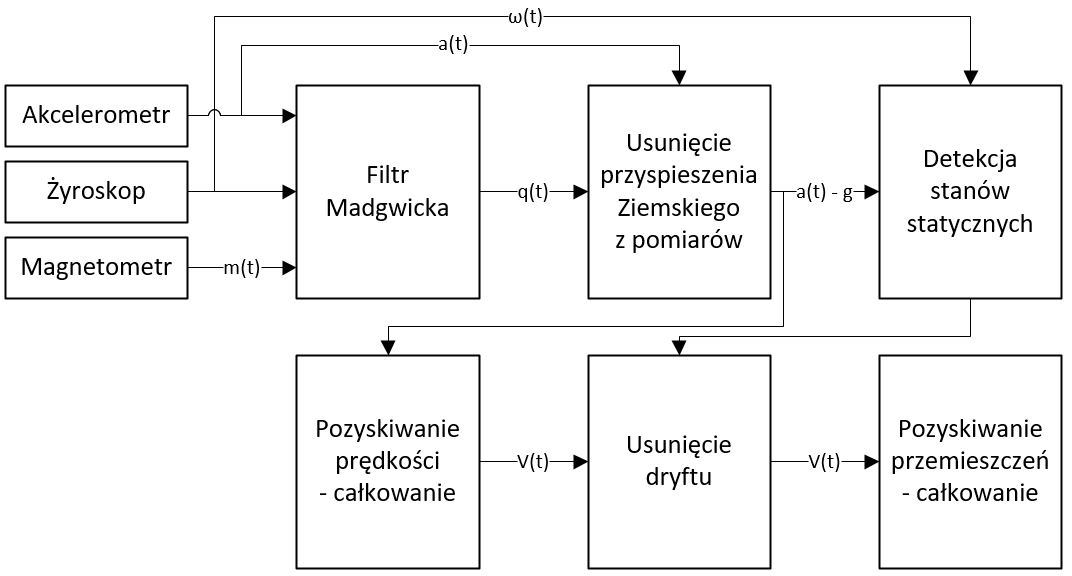 ω(t)
a(t)
Akcelerometr
Żyroskop
Magnetometr
m(t)
Filtr
Madgwicka
q(t)
Usunięcie
przyspieszenia
Ziemskiego
z pomiarów
a(t) - g
Detekcja
stanów
statycznych
Pozyskiwanie
prędkości
- całkowanie
V(t)
Usunięcie
dryftu
V(t)
Pozyskiwanie
przemieszczeń
- całkowanie